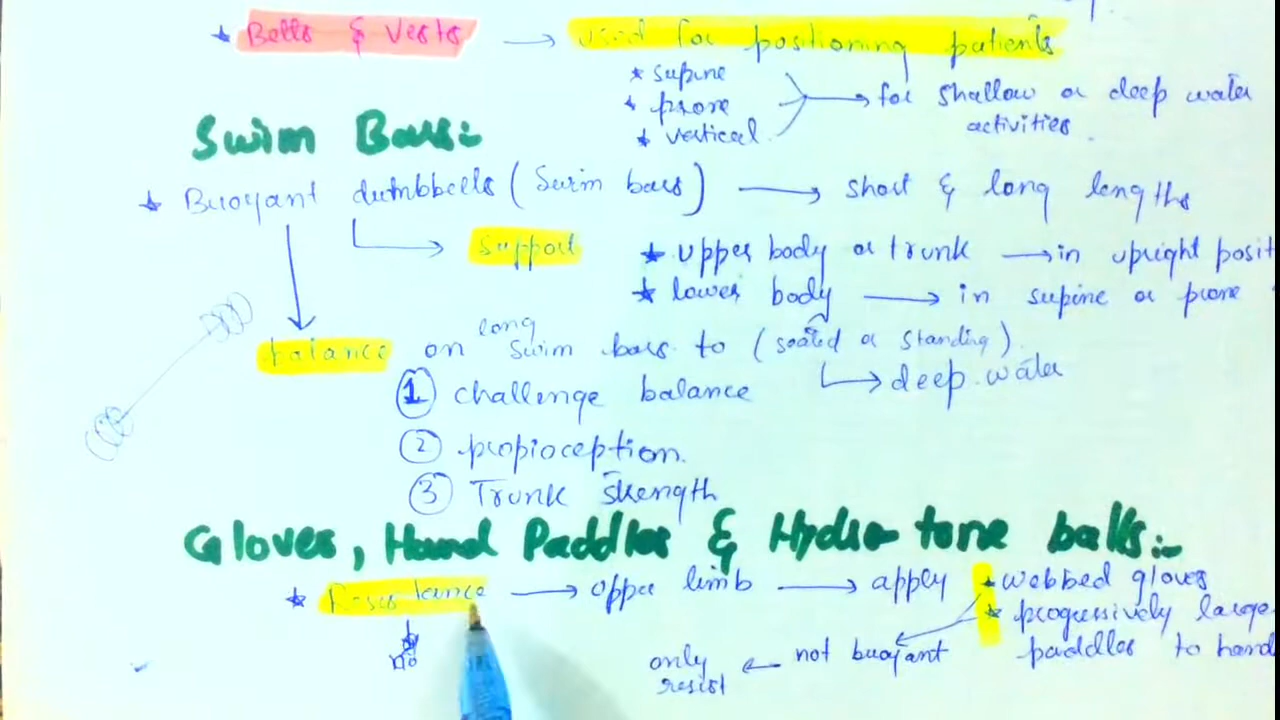 * Belts & Vests → used for positioning patients
* supine
* prone
* vertical
→ for shallow or deep water activities.
Swim Bars:-
* Buoyant dumbbells (Swim bars) → short & long lengths
→ support
* upper body or trunk → in upright posit
* lower body → in supine or prone
balance on long swim bars to (seated or standing).
→ deep water
① challenge balance
② propioception.
③ Trunk strength
Gloves, Hand Paddles & Hydro-tone balls:-
* Resistance → upper limb → apply * webbed gloves
* progressively large
paddles to hand
not buoyant
only resist
no